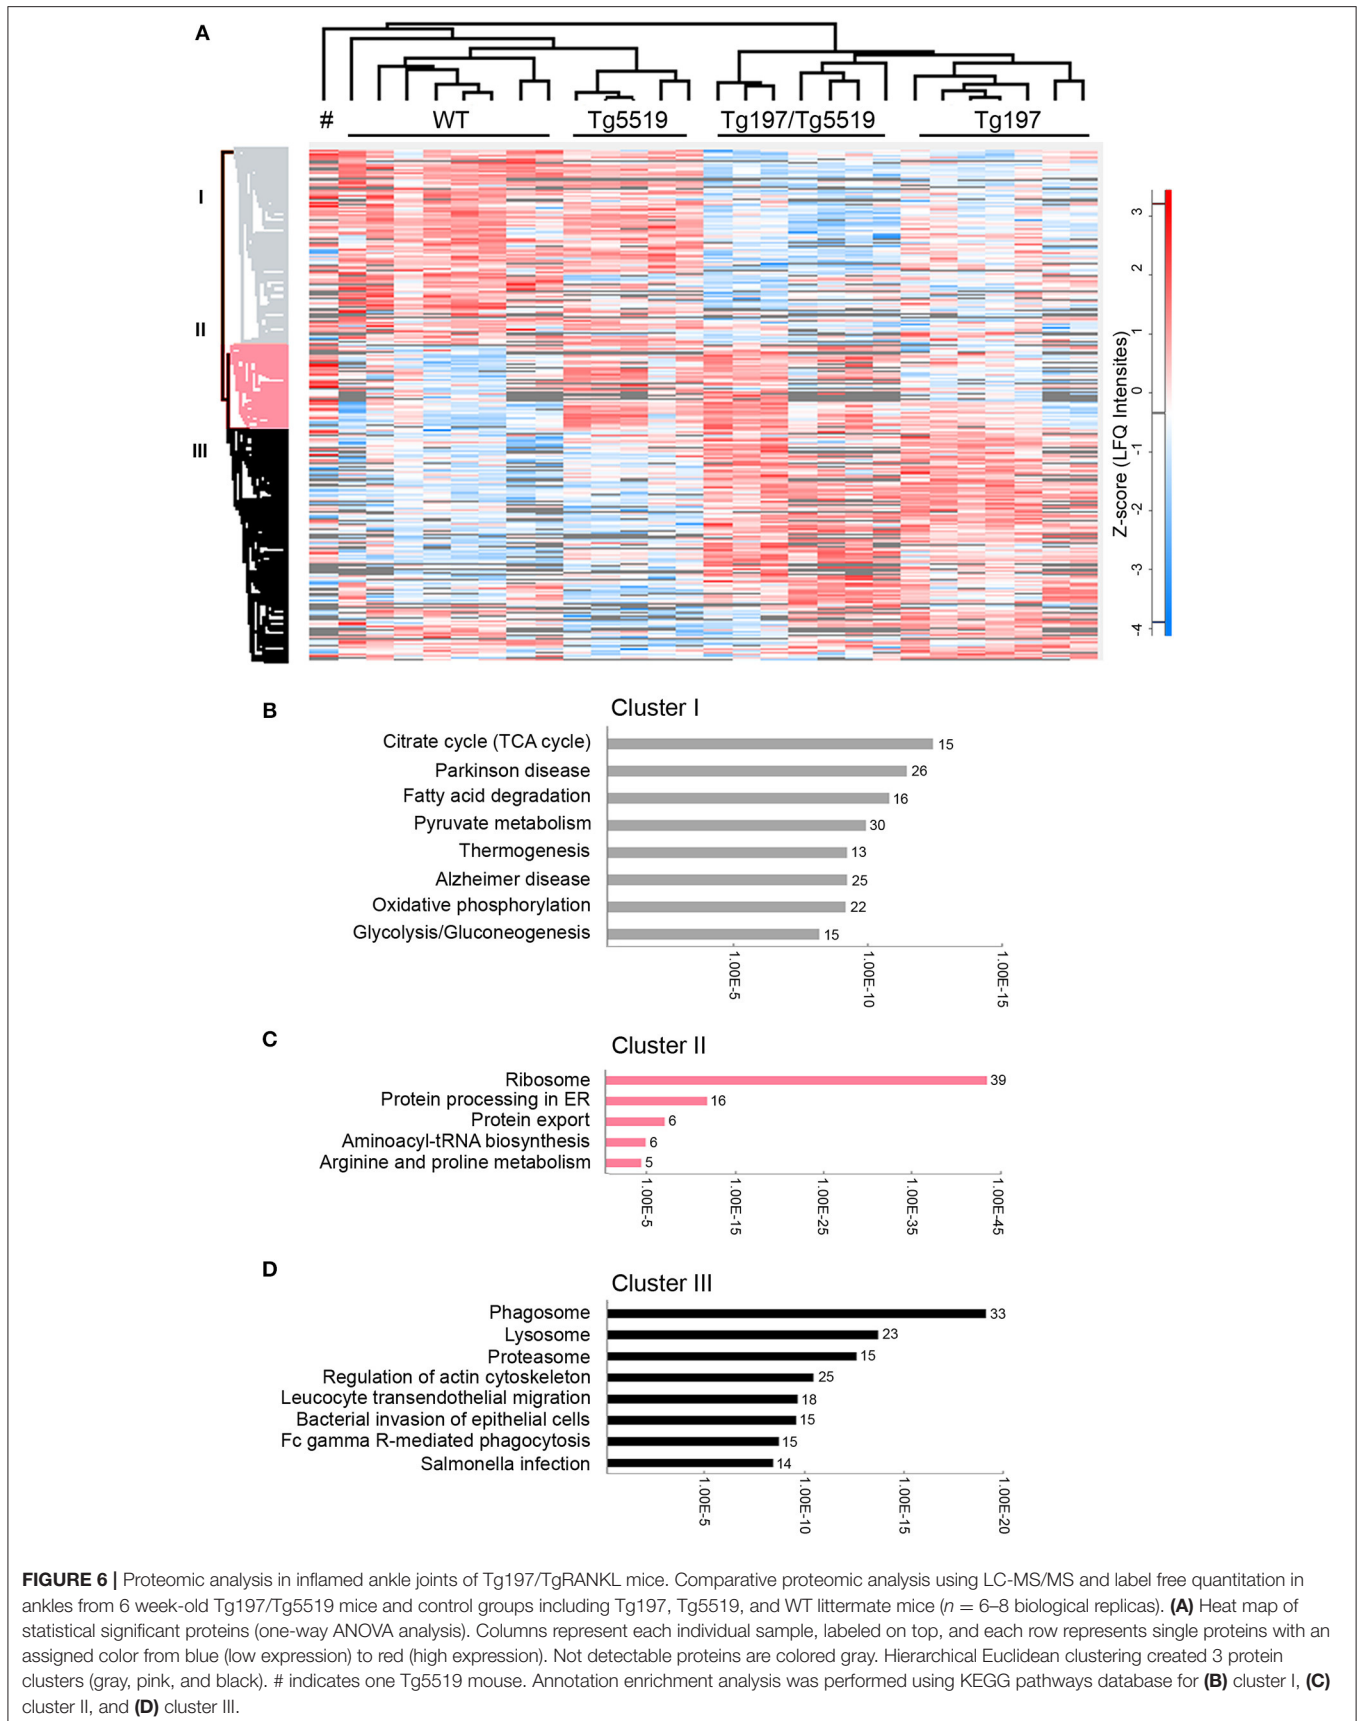 A
# WT Tg5519 Tg197/Tg5519 Tg197
I
II
III
3
2
1
0
-1
-2
-3
-4
Z-score (LFQ Intensites)
B
Cluster I
Citrate cycle (TCA cycle) 15
Parkinson disease 26
Fatty acid degradation 16
Pyruvate metabolism 30
Thermogenesis 13
Alzheimer disease 25
Oxidative phosphorylation 22
Glycolysis/Gluconeogenesis 15
1.00E-5 1.00E-10 1.00E-15
C
Cluster II
Ribosome 39
Protein processing in ER 16
Protein export 6
Aminoacyl-tRNA biosynthesis 6
Arginine and proline metabolism 5
1.00E-5 1.00E-15 1.00E-25 1.00E-35 1.00E-45
D
Cluster III
Phagosome 33
Lysosome 23
Proteasome 15
Regulation of actin cytoskeleton 25
Leucocyte transendothelial migration 18
Bacterial invasion of epithelial cells 15
Fc gamma R-mediated phagocytosis 15
Salmonella infection 14
1.00E-5 1.00E-10 1.00E-15 1.00E-20
FIGURE 6 | Proteomic analysis in inflamed ankle joints of Tg197/TgRANKL mice. Comparative proteomic analysis using LC-MS/MS and label free quantitation in
ankles from 6 week-old Tg197/Tg5519 mice and control groups including Tg197, Tg5519, and WT littermate mice (n = 6–8 biological replicas). (A) Heat map of
statistical significant proteins (one-way ANOVA analysis). Columns represent each individual sample, labeled on top, and each row represents single proteins with an
assigned color from blue (low expression) to red (high expression). Not detectable proteins are colored gray. Hierarchical Euclidean clustering created 3 protein
clusters (gray, pink, and black). # indicates one Tg5519 mouse. Annotation enrichment analysis was performed using KEGG pathways database for (B) cluster I, (C)
cluster II, and (D) cluster III.